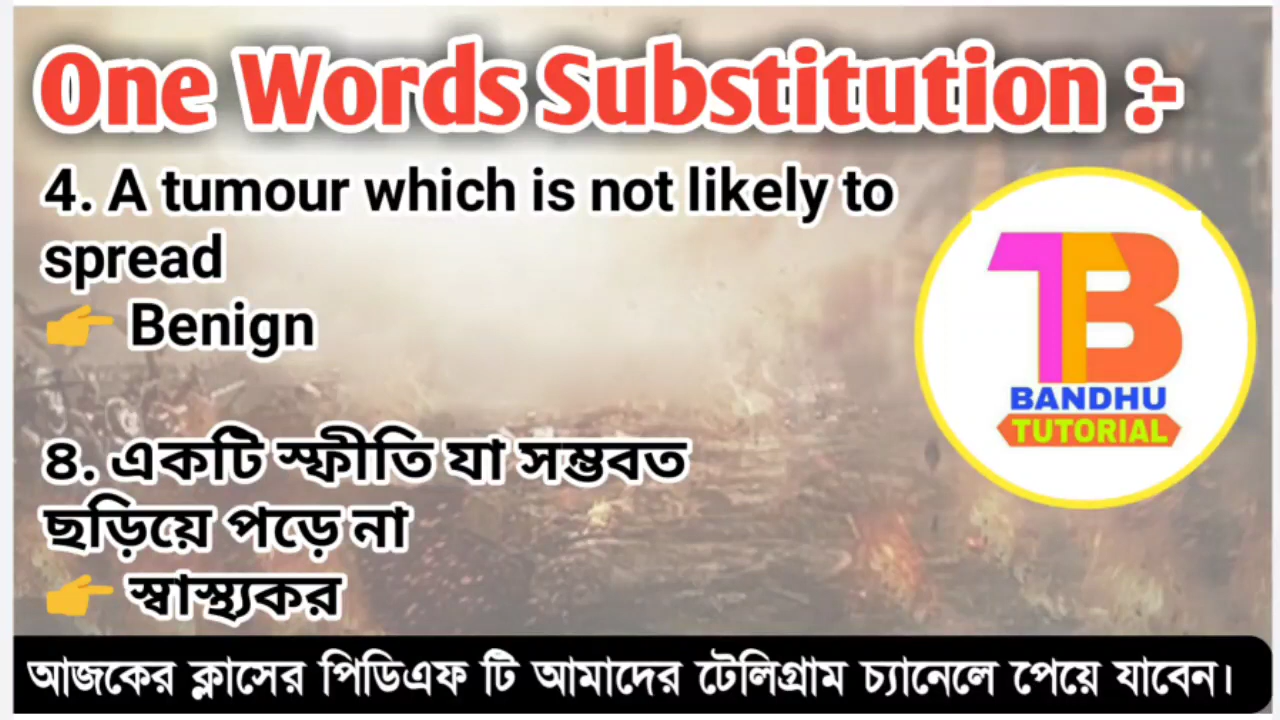 One Words Substitution :-
4. A tumour which is not likely to
spread
👉 Benign
TB
BANDHU
TUTORIAL
৪. একটি স্ফীতি যা সম্ভবত
ছড়িয়ে পড়ে না
👉 স্বাস্থ্যকর
আজকের ক্লাসের পিডিএফ টি আমাদের টেলিগ্রাম চ্যানেলে পেয়ে যাবেন।